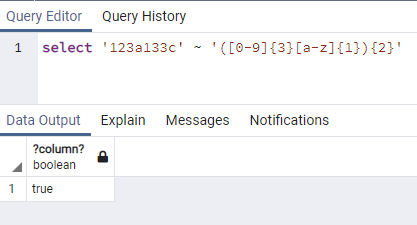 Query Editor Query History
1 select '123a133c' ~ '([0-9]{3}[a-z]{1}){2}'
Data Output Explain Messages Notifications
?column?
boolean
1 true